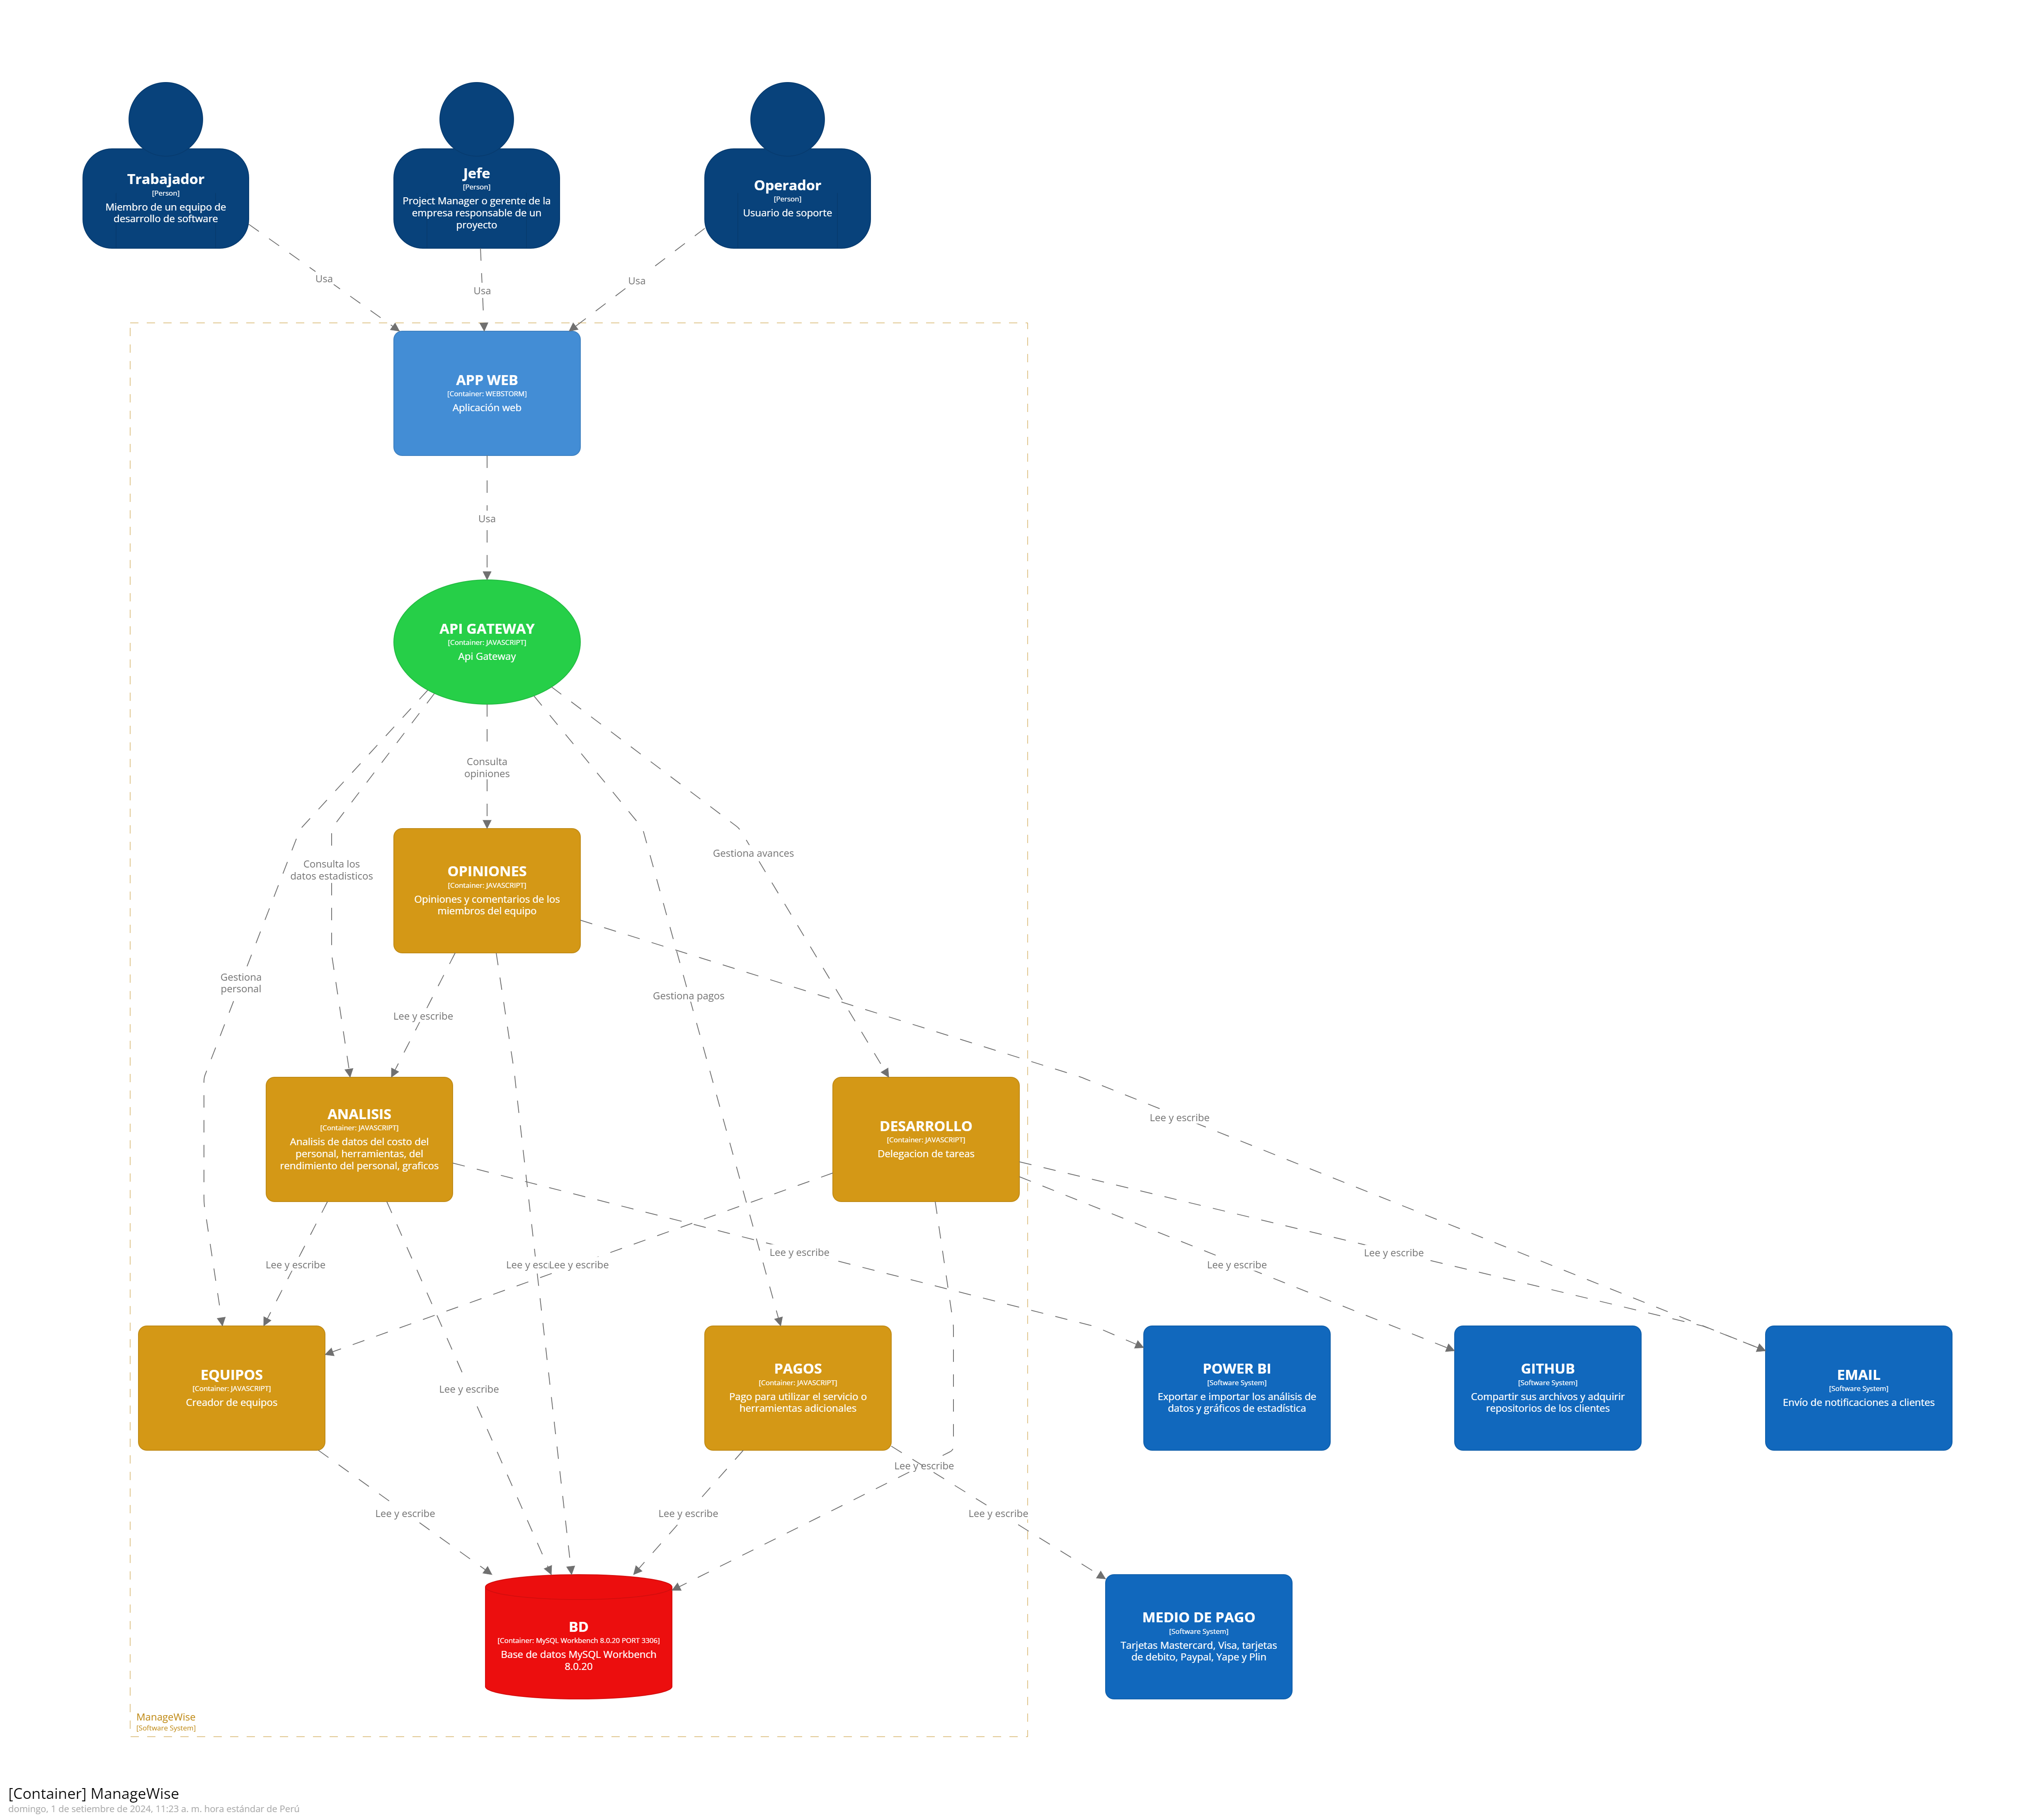 Trabajador
[Person]
Miembro de un equipo de
desarrollo de software
Jefe
[Person]
Project Manager o gerente de la
empresa responsable de un
proyecto
Operador
[Person]
Usuario de soporte
Usa
Usa
Usa
APP WEB
[Container: WEBSTORM]
Aplicación web
Usa
API GATEWAY
[Container: JAVASCRIPT]
Api Gateway
Consulta
opiniones
Gestiona avances
Consulta los
datos estadisticos
OPINIONES
[Container: JAVASCRIPT]
Opiniones y comentarios de los
miembros del equipo
Gestiona
personal
Gestiona pagos
Lee y escribe
ANALISIS
[Container: JAVASCRIPT]
Analisis de datos del costo del
personal, herramientas, del
rendimiento del personal, graficos
DESARROLLO
[Container: JAVASCRIPT]
Delegacion de tareas
Lee y escribe
Lee y escribe
Lee y esc
Lee y escribe
Lee y escribe
Lee y escribe
Lee y escribe
EQUIPOS
[Container: JAVASCRIPT]
Creador de equipos
Lee y escribe
PAGOS
[Container: JAVASCRIPT]
Pago para utilizar el servicio o
herramientas adicionales
POWER BI
[Software System]
Exportar e importar los análisis de
datos y gráficos de estadística
GITHUB
[Software System]
Compartir sus archivos y adquirir
repositorios de los clientes
EMAIL
[Software System]
Envío de notificaciones a clientes
Lee y escribe
Lee y escribe
Lee y escribe
Lee y escribe
BD
[Container: MySQL Workbench 8.0.20 PORT 3306]
Base de datos MySQL Workbench
8.0.20
MEDIO DE PAGO
[Software System]
Tarjetas Mastercard, Visa, tarjetas
de debito, Paypal, Yape y Plin
ManageWise
[Software System]
[Container] ManageWise
domingo, 1 de setiembre de 2024, 11:23 a. m. hora estándar de Perú